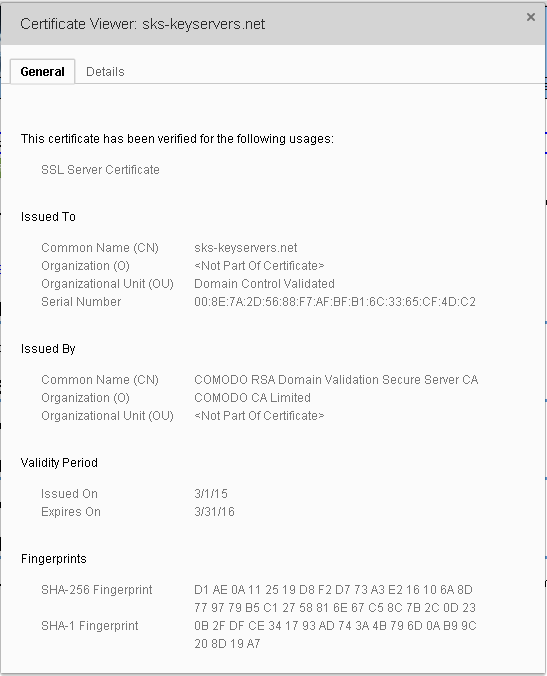 Certificate Viewer: sks-keyservers.net
General Details
This certificate has been verified for the following usages:
SSL Server Certificate
Issued To
Common Name (CN) sks-keyservers.net
Organization (O) <Not Part Of Certificate>
Organizational Unit (OU) Domain Control Validated
Serial Number 00:8E:7A:2D:56:88:F7:AF:BF:B1:6C:33:65:CF:4D:C2
Issued By
Common Name (CN) COMODO RSA Domain Validation Secure Server CA
Organization (O) COMODO CA Limited
Organizational Unit (OU) <Not Part Of Certificate>
Validity Period
Issued On 3/1/15
Expires On 3/31/16
Fingerprints
SHA-256 Fingerprint D1 AE 0A 11 25 19 D8 F2 D7 73 A3 E2 16 10 6A 8D
77 97 79 B5 C1 27 58 81 6E 67 C5 8C 7B 2C 0D 23
SHA-1 Fingerprint 0B 2F DF CE 34 17 93 AD 74 3A 4B 79 6D 0A B9 9C
20 8D 19 A7